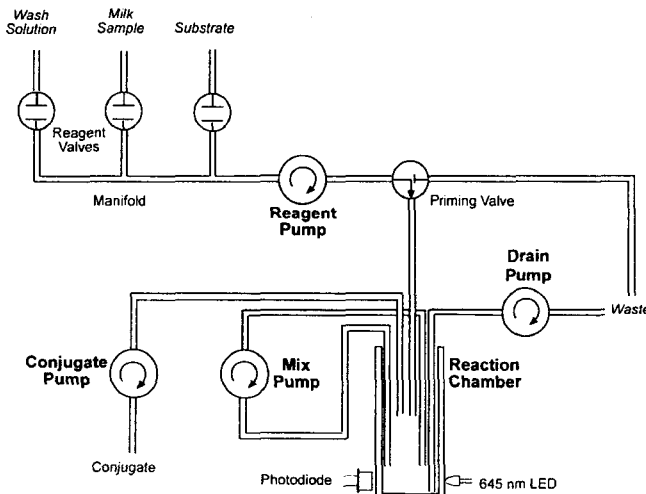 Wash
Solution
Milk
Sample
Substrate
Reagent
Valves
Manifold
Reagent
Pump
Priming Valve
Drain
Pump
Waste
Conjugate
Pump
Mix
Pump
Reaction
Chamber
Conjugate
Photodiode
645 nm LED